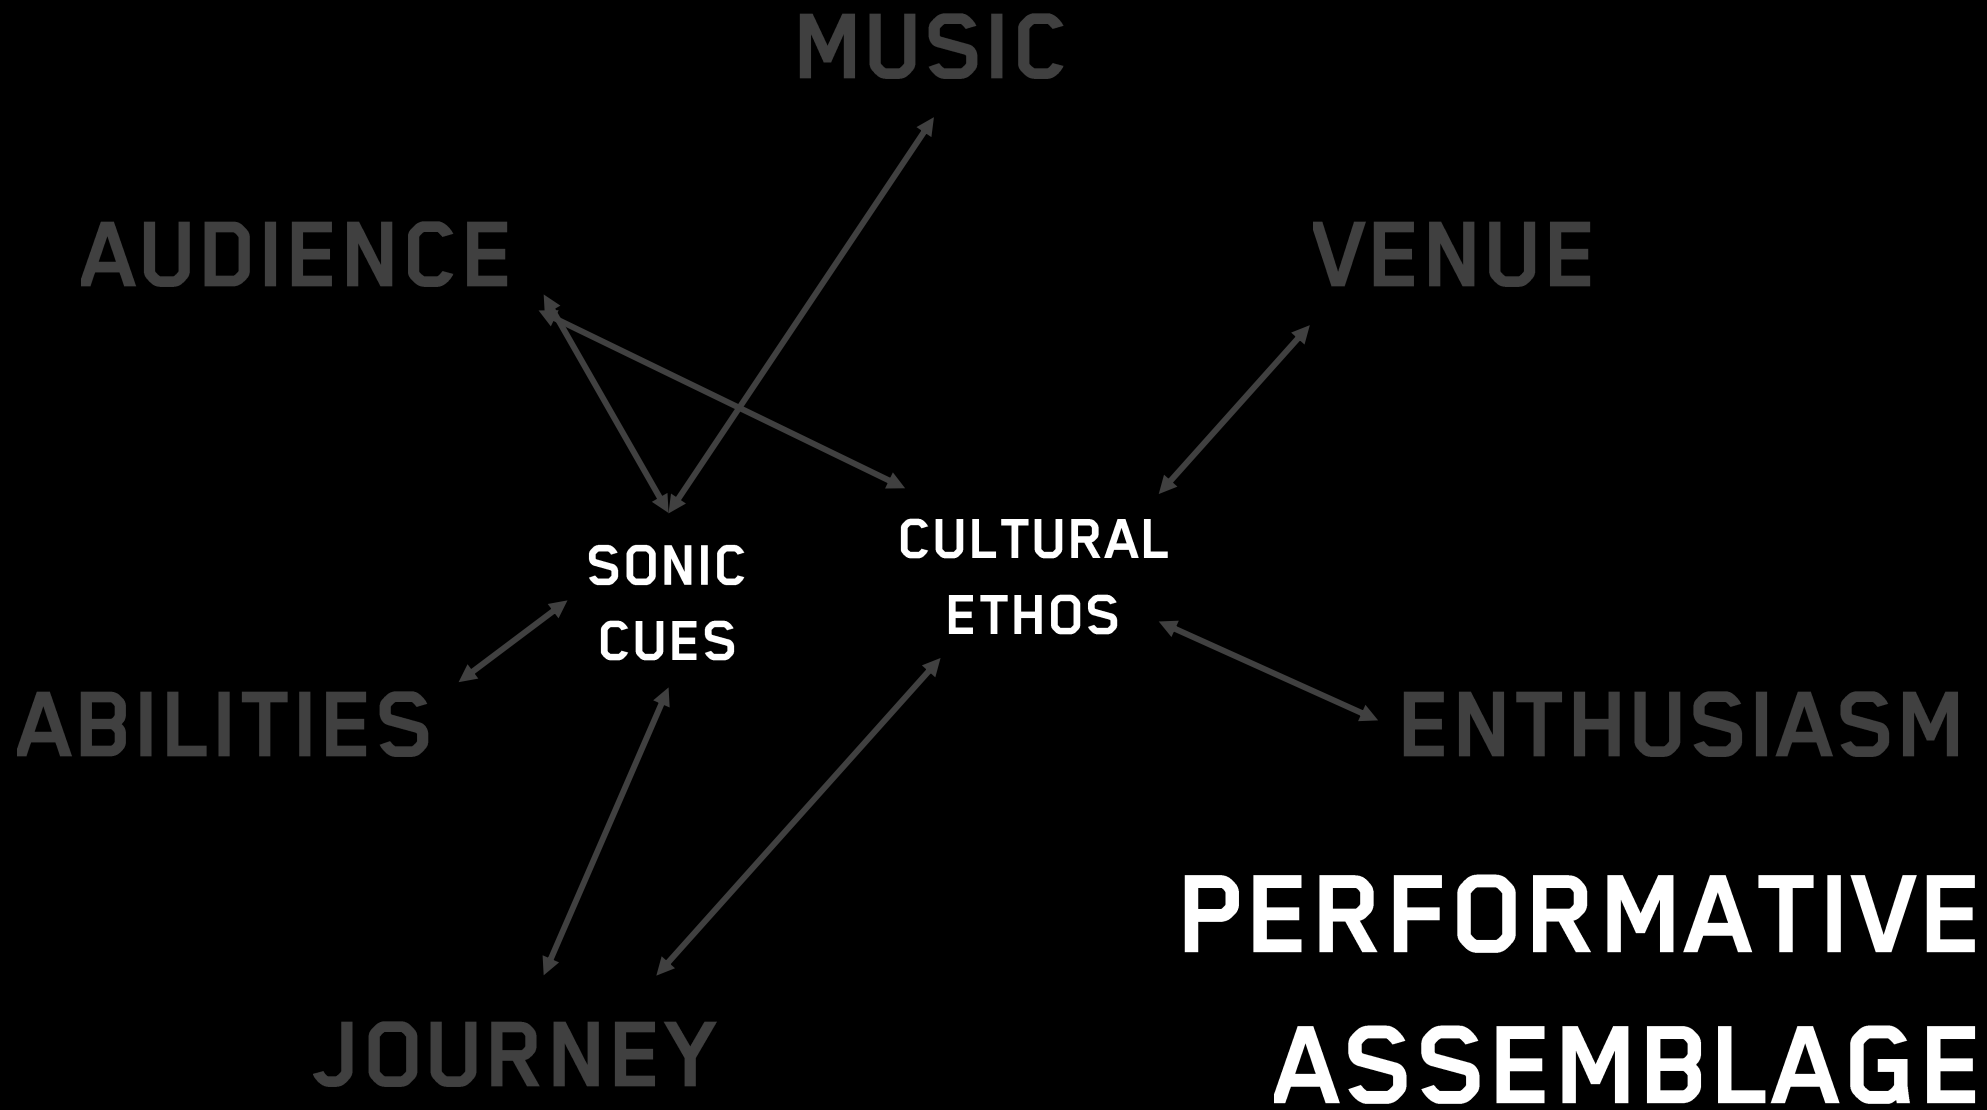 MUSIC
AUDIENCE
VENUE
SONIC
CUES
CULTURAL
ETHOS
ABILITIES
ENTHUSIASM
JOURNEY
PERFORMATIVE
ASSEMBLAGE